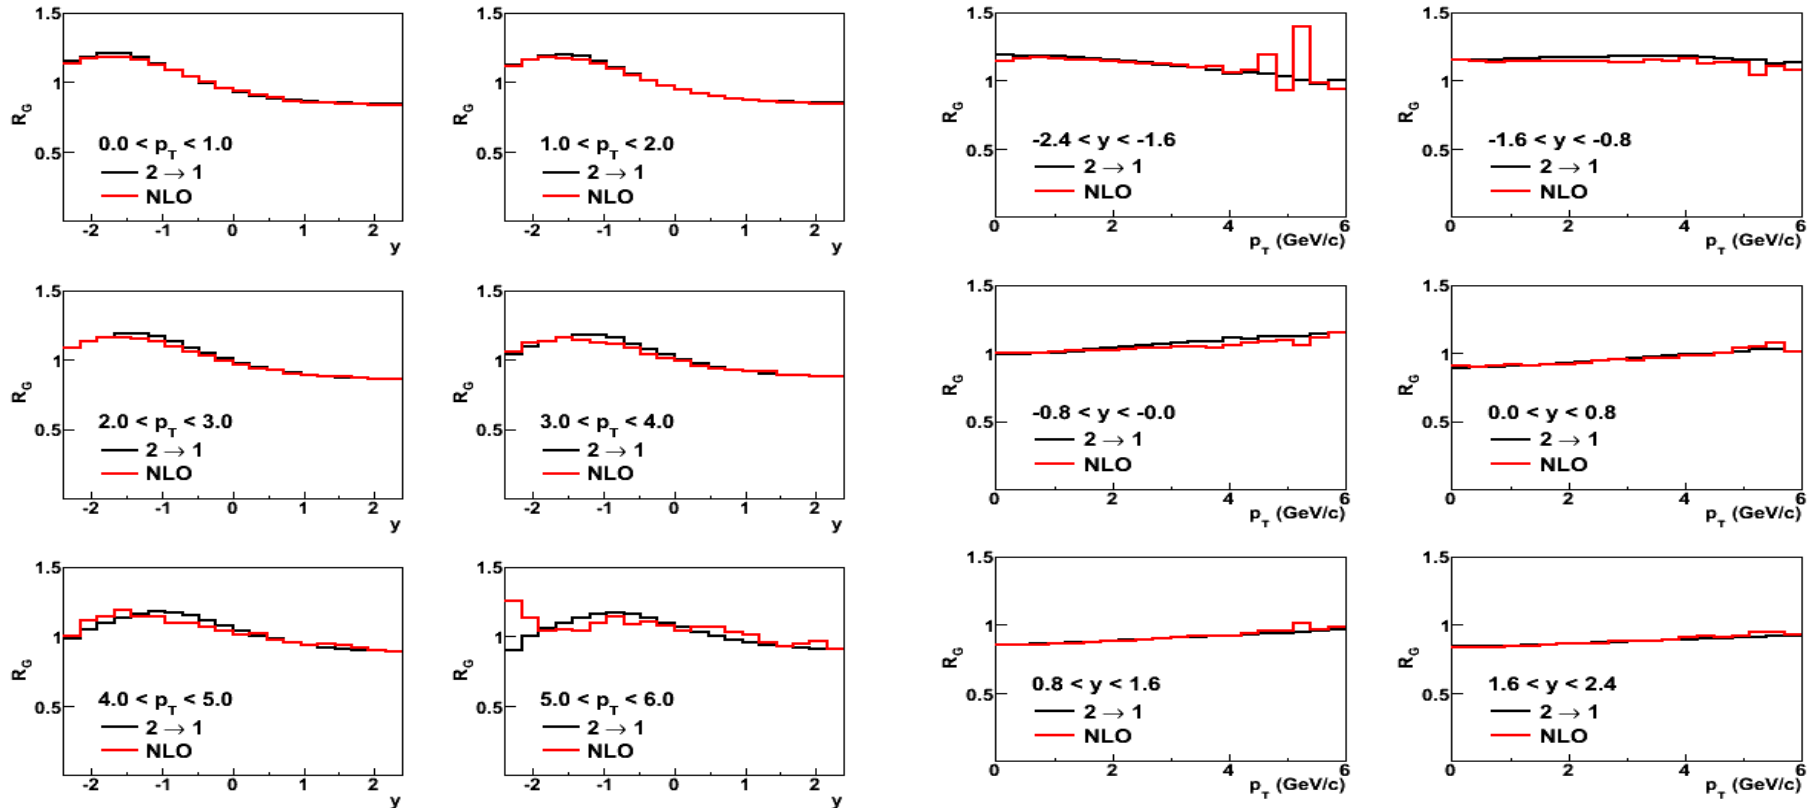 1.5
1
0.5
R_G
0.0 < p_T < 1.0
2 → 1
NLO
-2 -1 0 1 2
y
1.5
1
0.5
R_G
1.0 < p_T < 2.0
2 → 1
NLO
-2 -1 0 1 2
y
1.5
1
0.5
R_G
-2.4 < y < -1.6
2 → 1
NLO
0 2 4 6
p_T (GeV/c)
1.5
1
0.5
R_G
-1.6 < y < -0.8
2 → 1
NLO
0 2 4 6
p_T (GeV/c)
1.5
1
0.5
R_G
2.0 < p_T < 3.0
2 → 1
NLO
-2 -1 0 1 2
y
1.5
1
0.5
R_G
3.0 < p_T < 4.0
2 → 1
NLO
-2 -1 0 1 2
y
1.5
1
0.5
R_G
-0.8 < y < -0.0
2 → 1
NLO
0 2 4 6
p_T (GeV/c)
1.5
1
0.5
R_G
0.0 < y < 0.8
2 → 1
NLO
0 2 4 6
p_T (GeV/c)
1.5
1
0.5
R_G
4.0 < p_T < 5.0
2 → 1
NLO
-2 -1 0 1 2
y
1.5
1
0.5
R_G
5.0 < p_T < 6.0
2 → 1
NLO
-2 -1 0 1 2
y
1.5
1
0.5
R_G
0.8 < y < 1.6
2 → 1
NLO
0 2 4 6
p_T (GeV/c)
1.5
1
0.5
R_G
1.6 < y < 2.4
2 → 1
NLO
0 2 4 6
p_T (GeV/c)